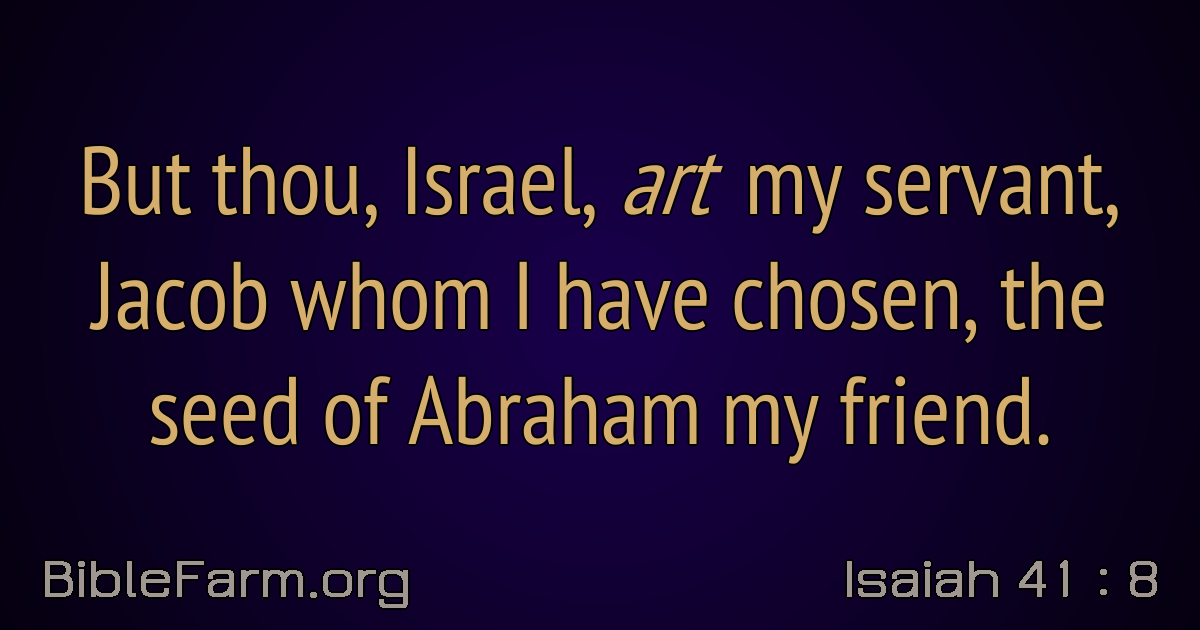 But thou, Israel, art my servant,
Jacob whom I have chosen, the
seed of Abraham my friend.
BibleFarm.org
Isaiah 41 : 8